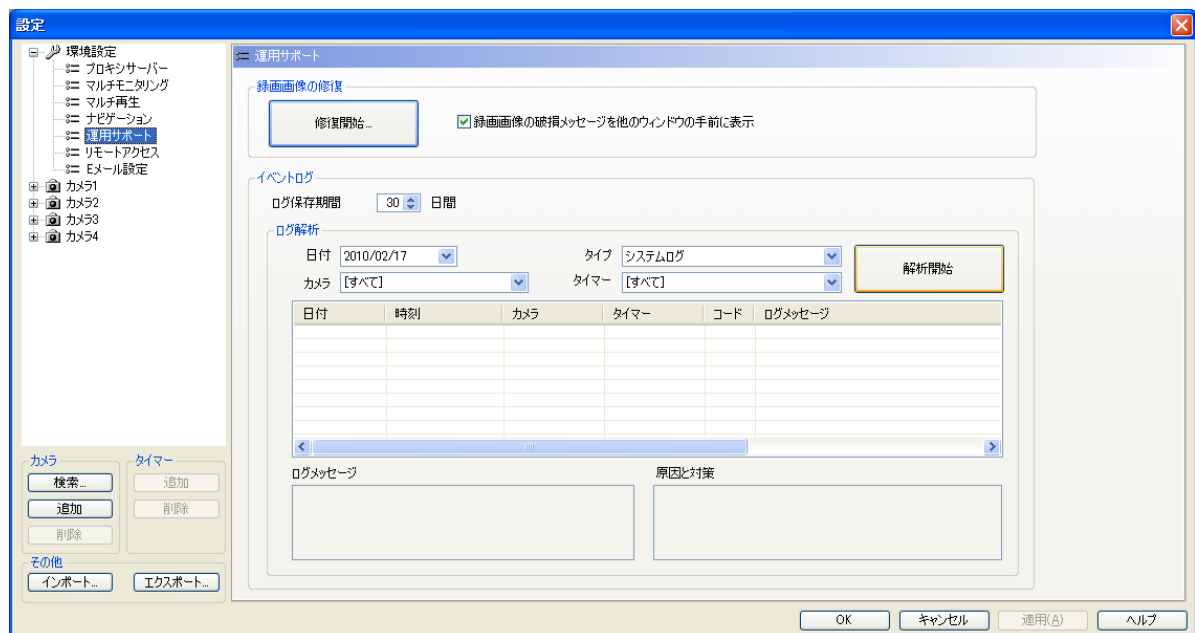 設定
環境設定
プロキシサーバー
マルチモニタリング
マルチ再生
ナビゲーション
運用サポート
リモートアクセス
Eメール設定
カメラ1
カメラ2
カメラ3
カメラ4
カメラ
検索...
追加
削除
タイマー
追加
削除
その他
インポート...
エクスポート...
運用サポート
録画画像の修復
修復開始...
録画画像の破損メッセージを他のウィンドウの手前に表示
イベントログ
ログ保存期間 30 日間
ログ解析
日付 2010/02/17 タイプ システムログ
カメラ [すべて] タイマー [すべて]
解析開始
日付 時刻 カメラ タイマー コード ログメッセージ
ログメッセージ 原因と対策
OK キャンセル 適用(A) ヘルプ